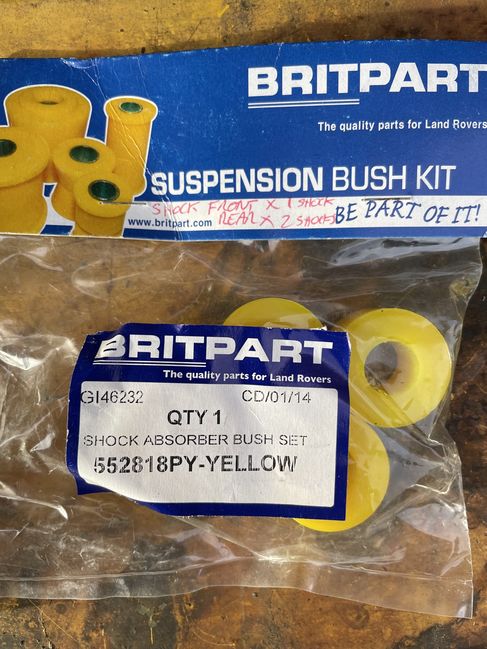 BRITPART
The quality parts for Land Rovers
SUSPENSION BUSH KIT
SHOCK FRONT X 1 SHOCK
www.britpart.com REAR X 2 SHOCKS BE PART OF IT!
BRITPART
The quality parts for Land Rovers
GI46232 CD/01/14
QTY 1
SHOCK ABSORBER BUSH SET
552818PY-YELLOW